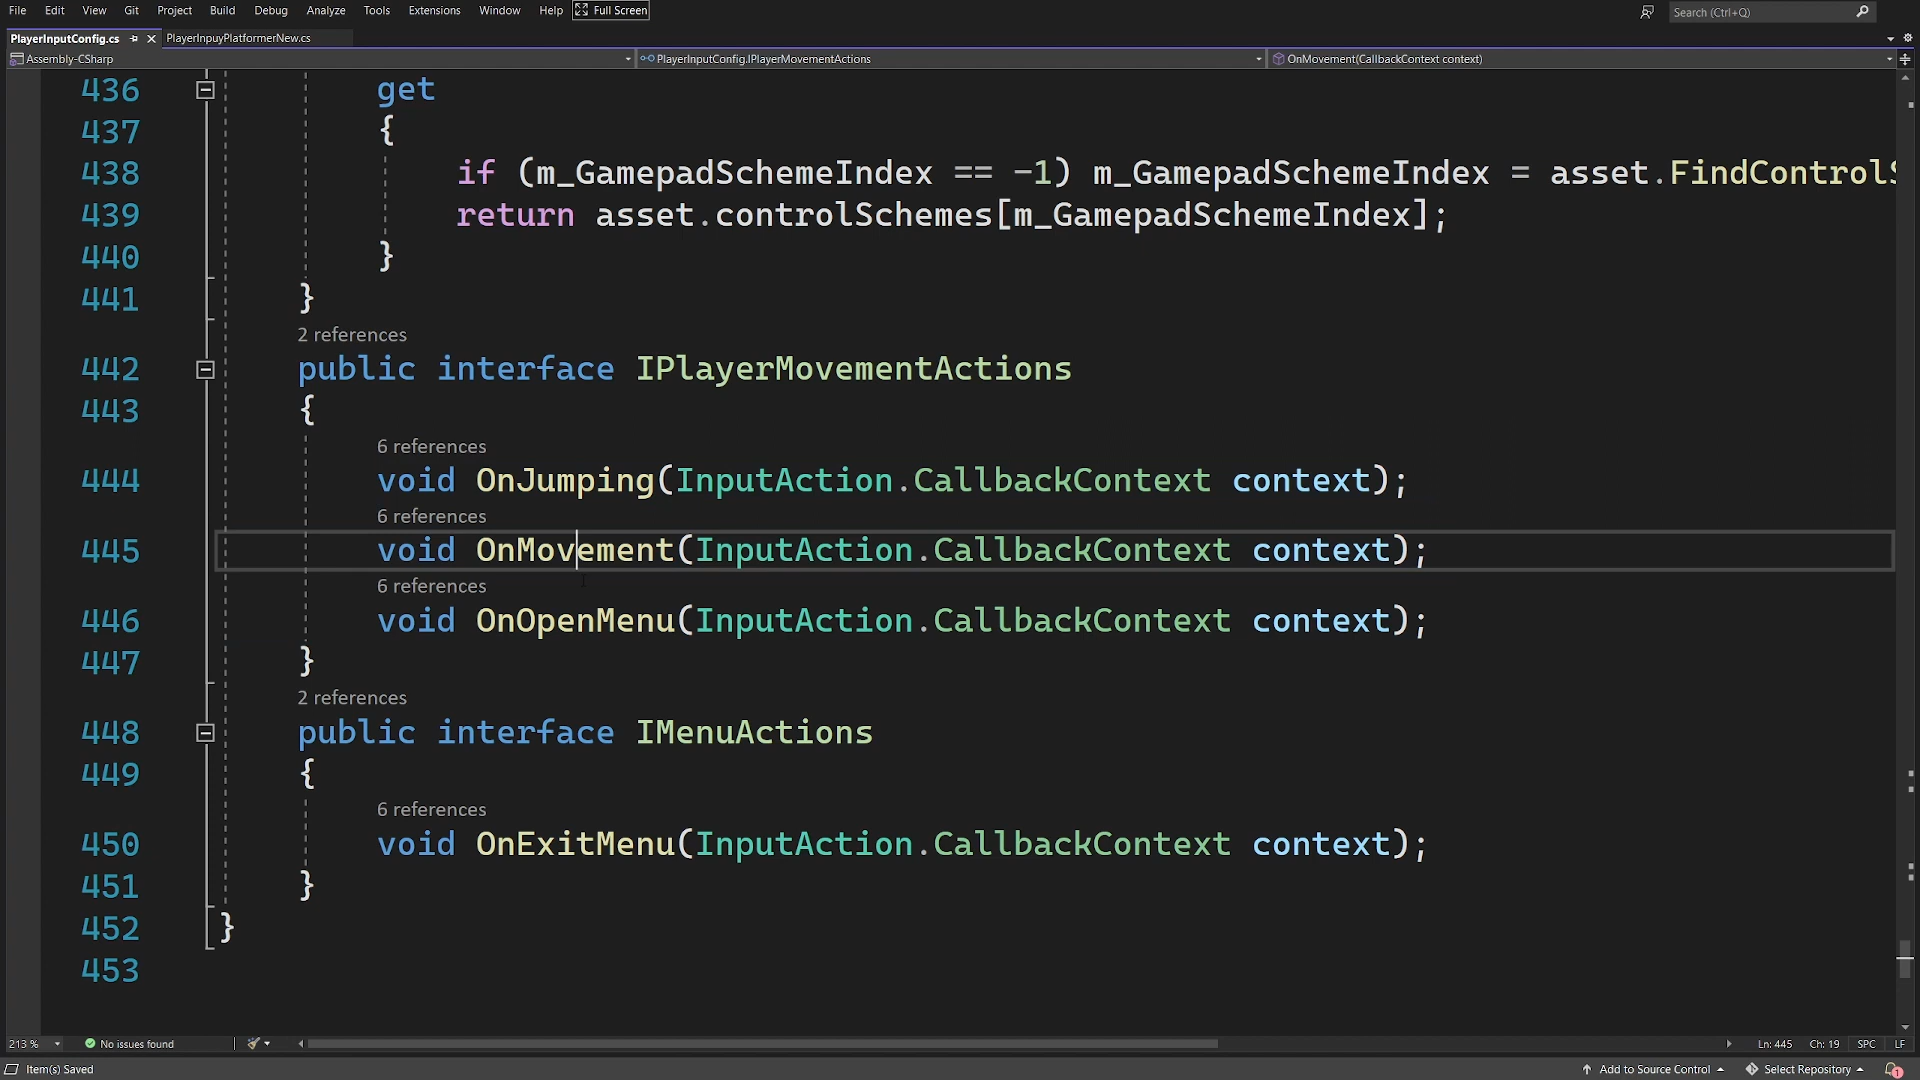 File Edit View Git Project Build Debug Analyze Tools Extensions Window Help Full Screen Search (Ctrl+Q)
PlayerInputConfig.cs PlayerInpuyPlatformerNew.cs
Assembly-CSharp PlayerInputConfig.IPlayerMovementActions OnMovement(CallbackContext context)
436 get
437 {
438 if (m_GamepadSchemeIndex == -1) m_GamepadSchemeIndex = asset.FindControlS
439 return asset.controlSchemes[m_GamepadSchemeIndex];
440 }
441 }
2 references
442 public interface IPlayerMovementActions
443 {
6 references
444 void OnJumping(InputAction.CallbackContext context);
6 references
445 void OnMovement(InputAction.CallbackContext context);
6 references
446 void OnOpenMenu(InputAction.CallbackContext context);
447 }
2 references
448 public interface IMenuActions
449 {
6 references
450 void OnExitMenu(InputAction.CallbackContext context);
451 }
452 }
453
213 % No issues found Ln: 445 Ch: 19 SPC LF
Item(s) Saved Add to Source Control Select Repository 1